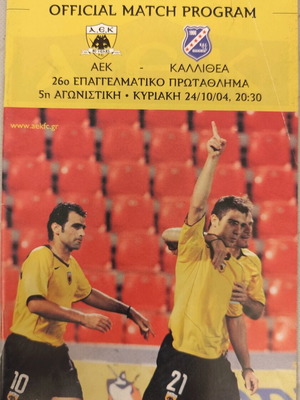 OFFICIAL MATCH PROGRAM
Α.Ε.Κ
ΑΕΚ - ΚΑΛΛΙΘΕΑ
26ο ΕΠΑΓΓΕΛΜΑΤΙΚΟ ΠΡΩΤΑΘΛΗΜΑ
5η ΑΓΩΝΙΣΤΙΚΗ • ΚΥΡΙΑΚΗ 24/10/04, 20:30
www.aekfc.gr
10
21